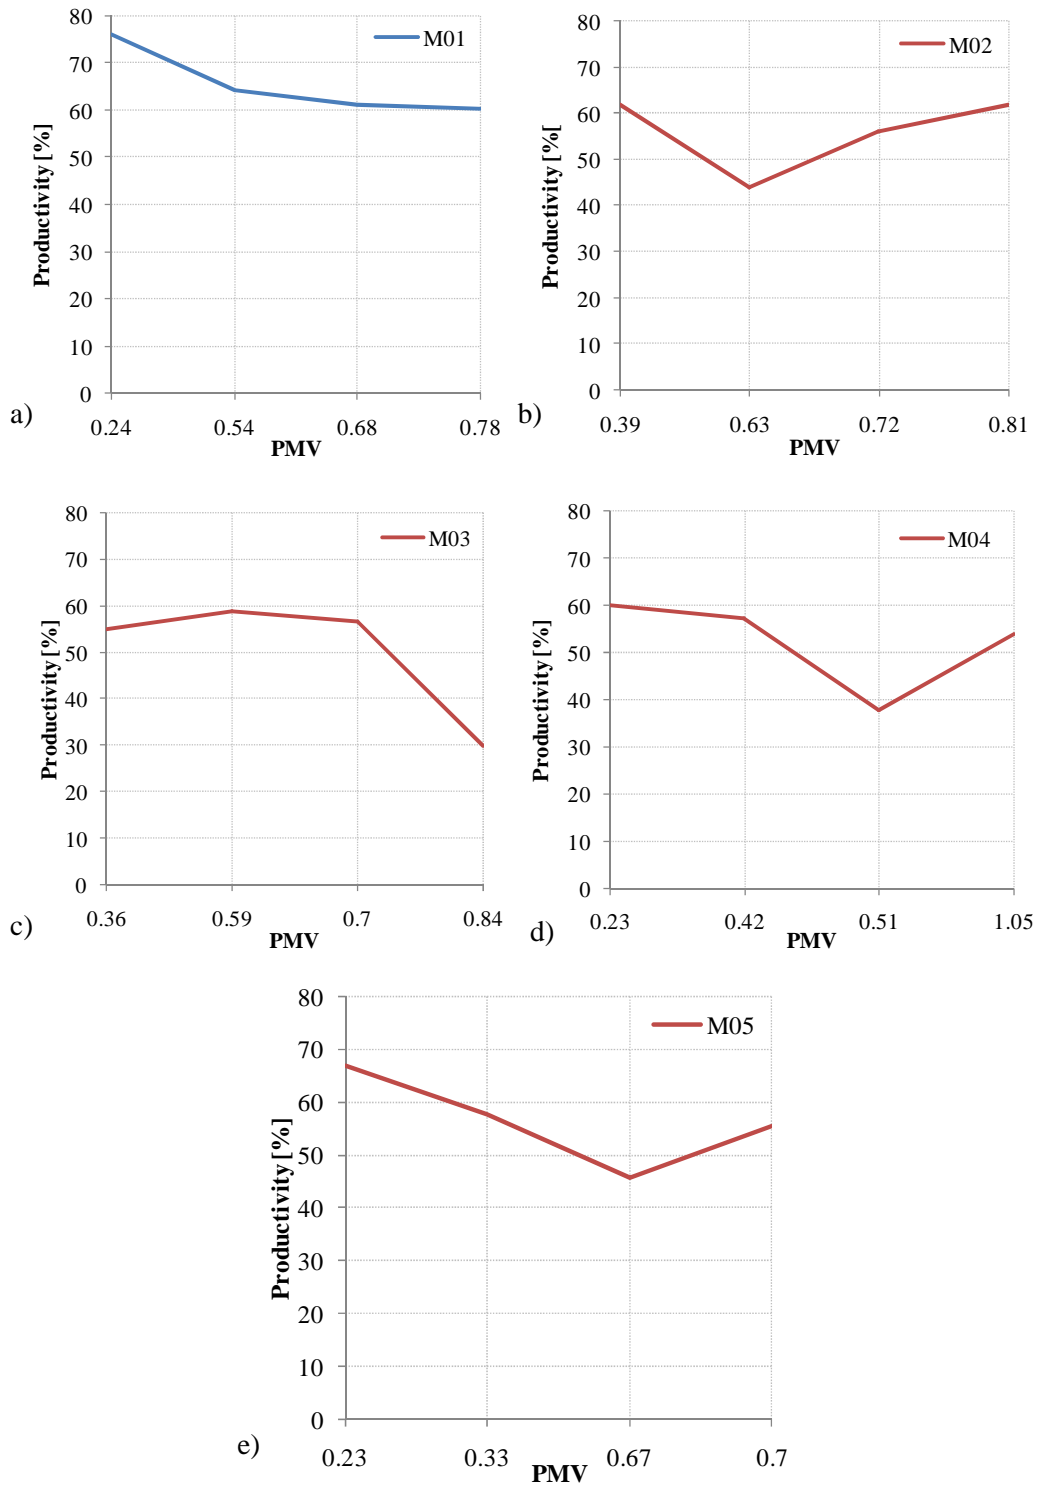 80
70
60
50
40
30
20
10
0
Productivity [%]
M01
0.24 0.54 0.68 0.78
PMV
a)
80
70
60
50
40
30
20
10
0
Productivity [%[
M02
0.39 0.63 0.72 0.81
PMV
b)
80
70
60
50
40
30
20
10
0
Productivity [%]
M03
0.36 0.59 0.7 0.84
PMV
c)
80
70
60
50
40
30
20
10
0
Productivity [%]
M04
0.23 0.42 0.51 1.05
PMV
d)
80
70
60
50
40
30
20
10
0
Productivity [%]
M05
0.23 0.33 0.67 0.7
PMV
e)